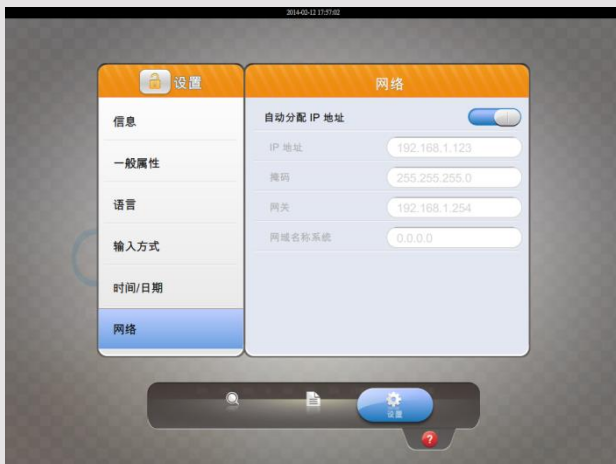 2014-02-12 17:57:02
设置
网络
信息
一般属性
语言
输入方式
时间/日期
网络
自动分配 IP 地址
IP 地址
192.168.1.123
掩码
255.255.255.0
网关
192.168.1.254
网域名称系统
0.0.0.0
设置
?